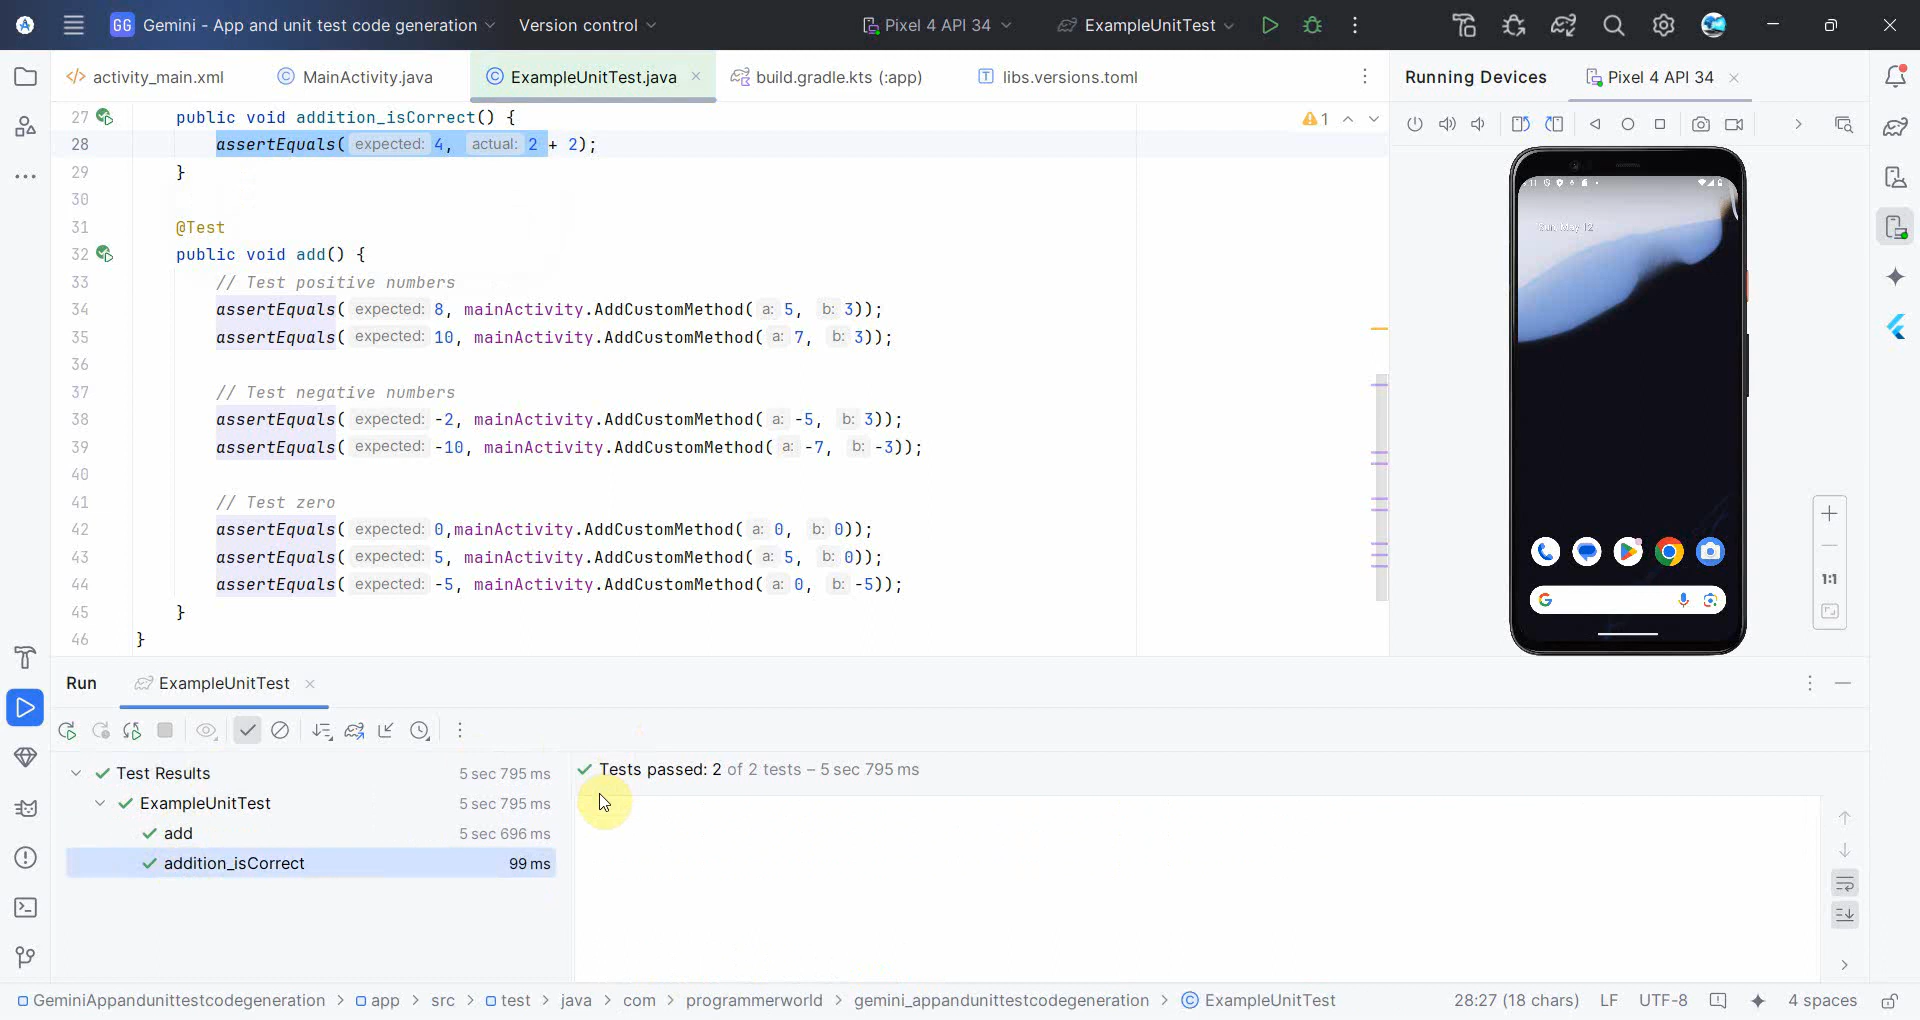 GG Gemini - App and unit test code generation Version control Pixel 4 API 34 ExampleUnitTest
activity_main.xml MainActivity.java ExampleUnitTest.java build.gradle.kts (:app) libs.versions.toml Running Devices Pixel 4 API 34
27 public void addition_isCorrect() { 1
28 assertEquals( expected: 4, actual: 2 + 2);
29 }
30
31 @Test
32 public void add() {
33 // Test positive numbers
34 assertEquals( expected: 8, mainActivity.AddCustomMethod( a: 5, b: 3));
35 assertEquals( expected: 10, mainActivity.AddCustomMethod( a: 7, b: 3));
36
37 // Test negative numbers
38 assertEquals( expected: -2, mainActivity.AddCustomMethod( a: -5, b: 3));
39 assertEquals( expected: -10, mainActivity.AddCustomMethod( a: -7, b: -3));
40
41 // Test zero
42 assertEquals( expected: 0,mainActivity.AddCustomMethod( a: 0, b: 0));
43 assertEquals( expected: 5, mainActivity.AddCustomMethod( a: 5, b: 0));
44 assertEquals( expected: -5, mainActivity.AddCustomMethod( a: 0, b: -5));
45 }
46 }
Sun, May 12
1:1
Run ExampleUnitTest
Test Results 5 sec 795 ms
ExampleUnitTest 5 sec 795 ms
add 5 sec 696 ms
addition_isCorrect 99 ms
Tests passed: 2 of 2 tests – 5 sec 795 ms
GeminiAppandunittestcodegeneration > app > src > test > java > com > programmerworld > gemini_appandunittestcodegeneration > ExampleUnitTest 28:27 (18 chars) LF UTF-8 4 spaces